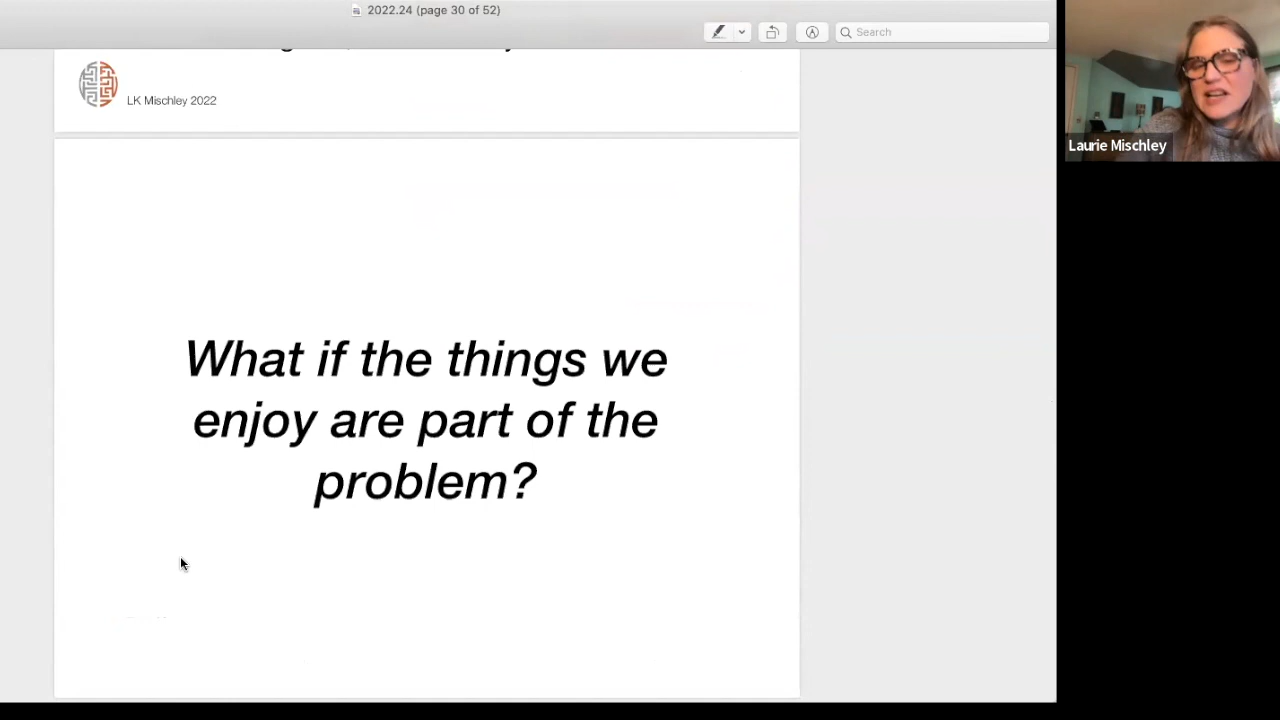 2022.24 (page 30 of 52)
Search
LK Mischley 2022
Laurie Mischley
What if the things we
enjoy are part of the
problem?